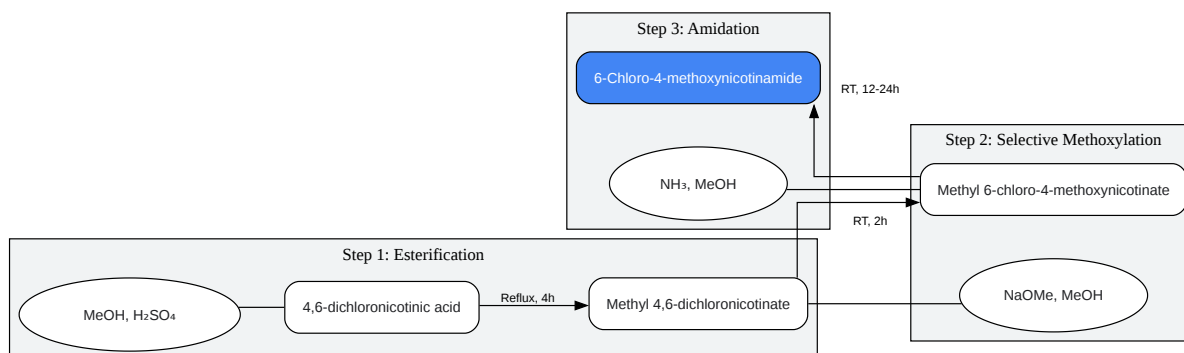 Step 3: Amidation
6-Chloro-4-methoxynicotinamide
RT, 12-24h
NH₃, MeOH
Step 2: Selective Methoxylation
Methyl 6-chloro-4-methoxynicotinate
RT, 2h
NaOMe, MeOH
Step 1: Esterification
MeOH, H₂SO₄
4,6-dichloronicotinic acid
Reflux, 4h
Methyl 4,6-dichloronicotinate